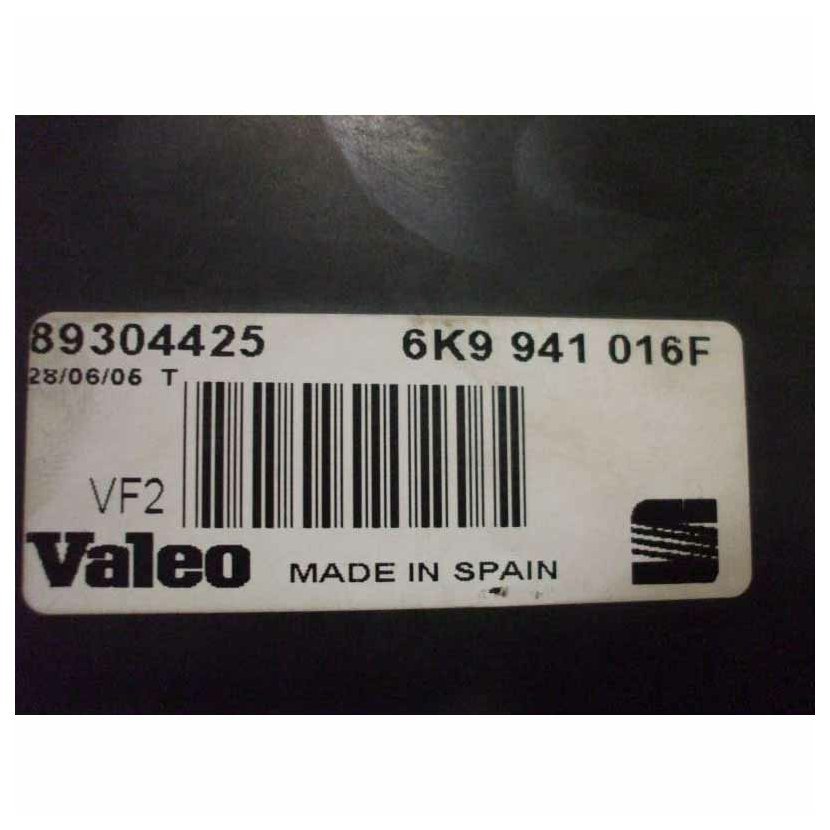 89304425 6K9 941 016F
28/06/06 T
VF2
Valeo MADE IN SPAIN